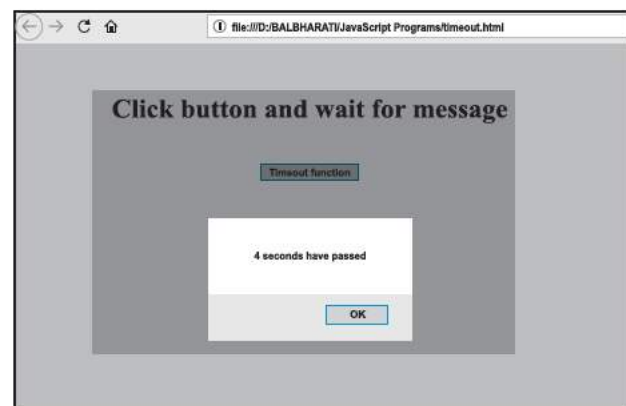 file:///D:/BALBHARATI/JavaScript Programs/timeout.html
Click button and wait for message
Timeout function
4 seconds have passed
OK